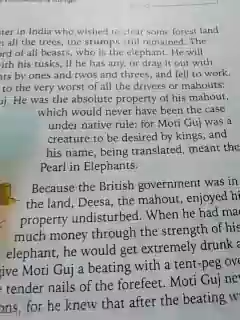 ter in India who wished to clear some forest land
n all the trees, the stumps still remained. The
ord of all beasts, who is the elephant. He will
ith his tusks, if he has any, or drag it out with
ts by ones and twos and threes, and fell to work.
to the very worst of all the drivers or mahouts:
uj. He was the absolute property of his mahout,
which would never have been the case
under native rule: for Moti Guj was a
creature to be desired by kings, and
his name, being translated, meant the
Pearl in Elephants.
Because the British government was in
the land, Deesa, the mahout, enjoyed hi
property undisturbed. When he had mad
much money through the strength of his
elephant, he would get extremely drunk a
give Moti Guj a beating with a tent-peg ove
e tender nails of the forefeet. Moti Guj nev
ons, for he knew that after the beating w